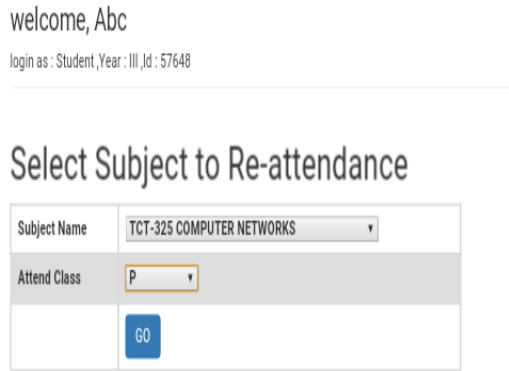 welcome, Abc
login as : Student ,Year : III ,Id : 57648
Select Subject to Re-attendance
Subject Name TCT-325 COMPUTER NETWORKS
Attend Class P
GO